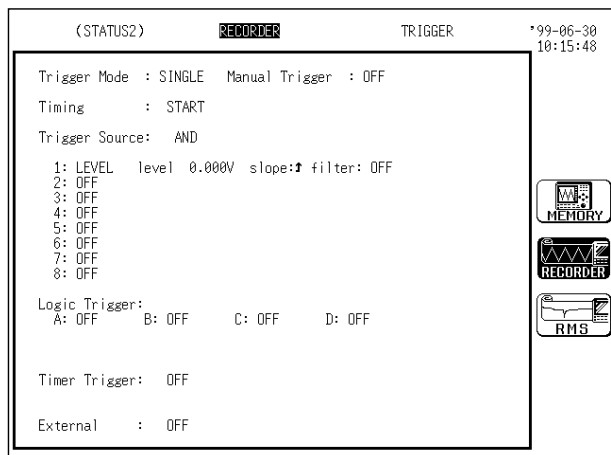 (STATUS2) RECORDER TRIGGER '99-06-30
10:15:48
Trigger Mode : SINGLE Manual Trigger : OFF
Timing : START
Trigger Source: AND
1: LEVEL level 0.000V slope:↑ filter: OFF
2: OFF
3: OFF
4: OFF
5: OFF
6: OFF
7: OFF
8: OFF
Logic Trigger:
A: OFF B: OFF C: OFF D: OFF
Timer Trigger: OFF
External : OFF
MEMORY
RECORDER
RMS